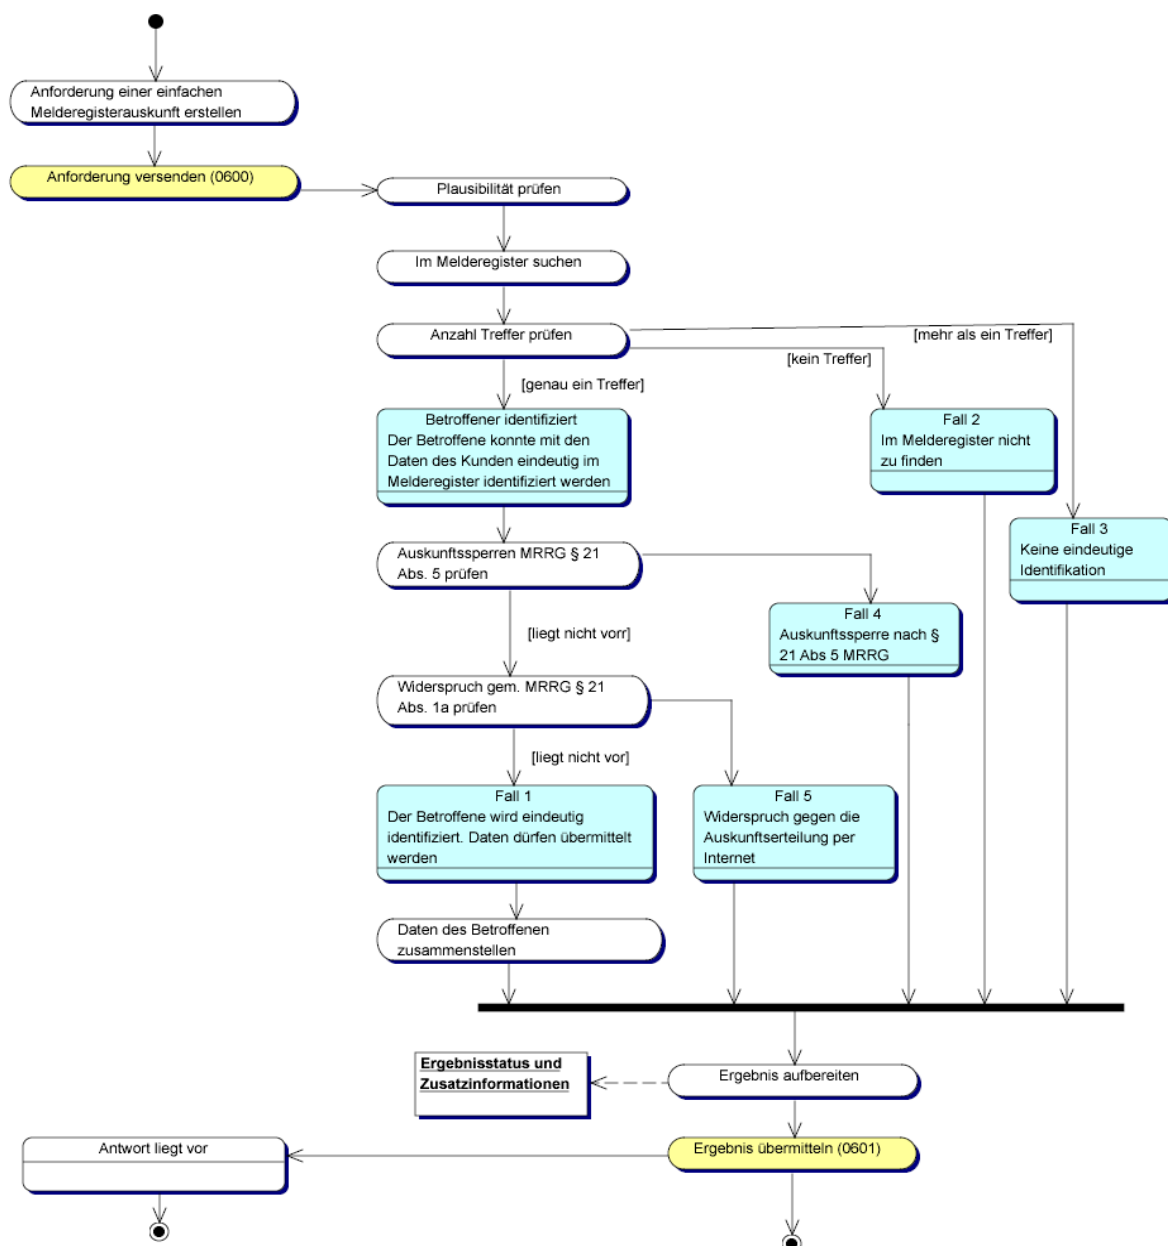 Anforderung einer einfachen
Melderegisterauskunft erstellen
Anforderung versenden (0600)
Plausibilität prüfen
Im Melderegister suchen
Anzahl Treffer prüfen
[mehr als ein Treffer]
[kein Treffer]
[genau ein Treffer]
Betroffener identifiziert
Der Betroffene konnte mit den
Daten des Kunden eindeutig im
Melderegister identifiziert werden
Fall 2
Im Melderegister nicht
zu finden
Fall 3
Keine eindeutige
Identifikation
Auskunftssperren MRRG § 21
Abs. 5 prüfen
Fall 4
Auskunftssperre nach §
21 Abs 5 MRRG
[liegt nicht vorr]
Widerspruch gem. MRRG § 21
Abs. 1a prüfen
[liegt nicht vor]
Fall 1
Der Betroffene wird eindeutig
identifiziert. Daten dürfen übermittelt
werden
Fall 5
Widerspruch gegen die
Auskunftserteilung per
Internet
Daten des Betroffenen
zusammenstellen
Ergebnisstatus und
Zusatzinformationen
Ergebnis aufbereiten
Antwort liegt vor
Ergebnis übermitteln (0601)